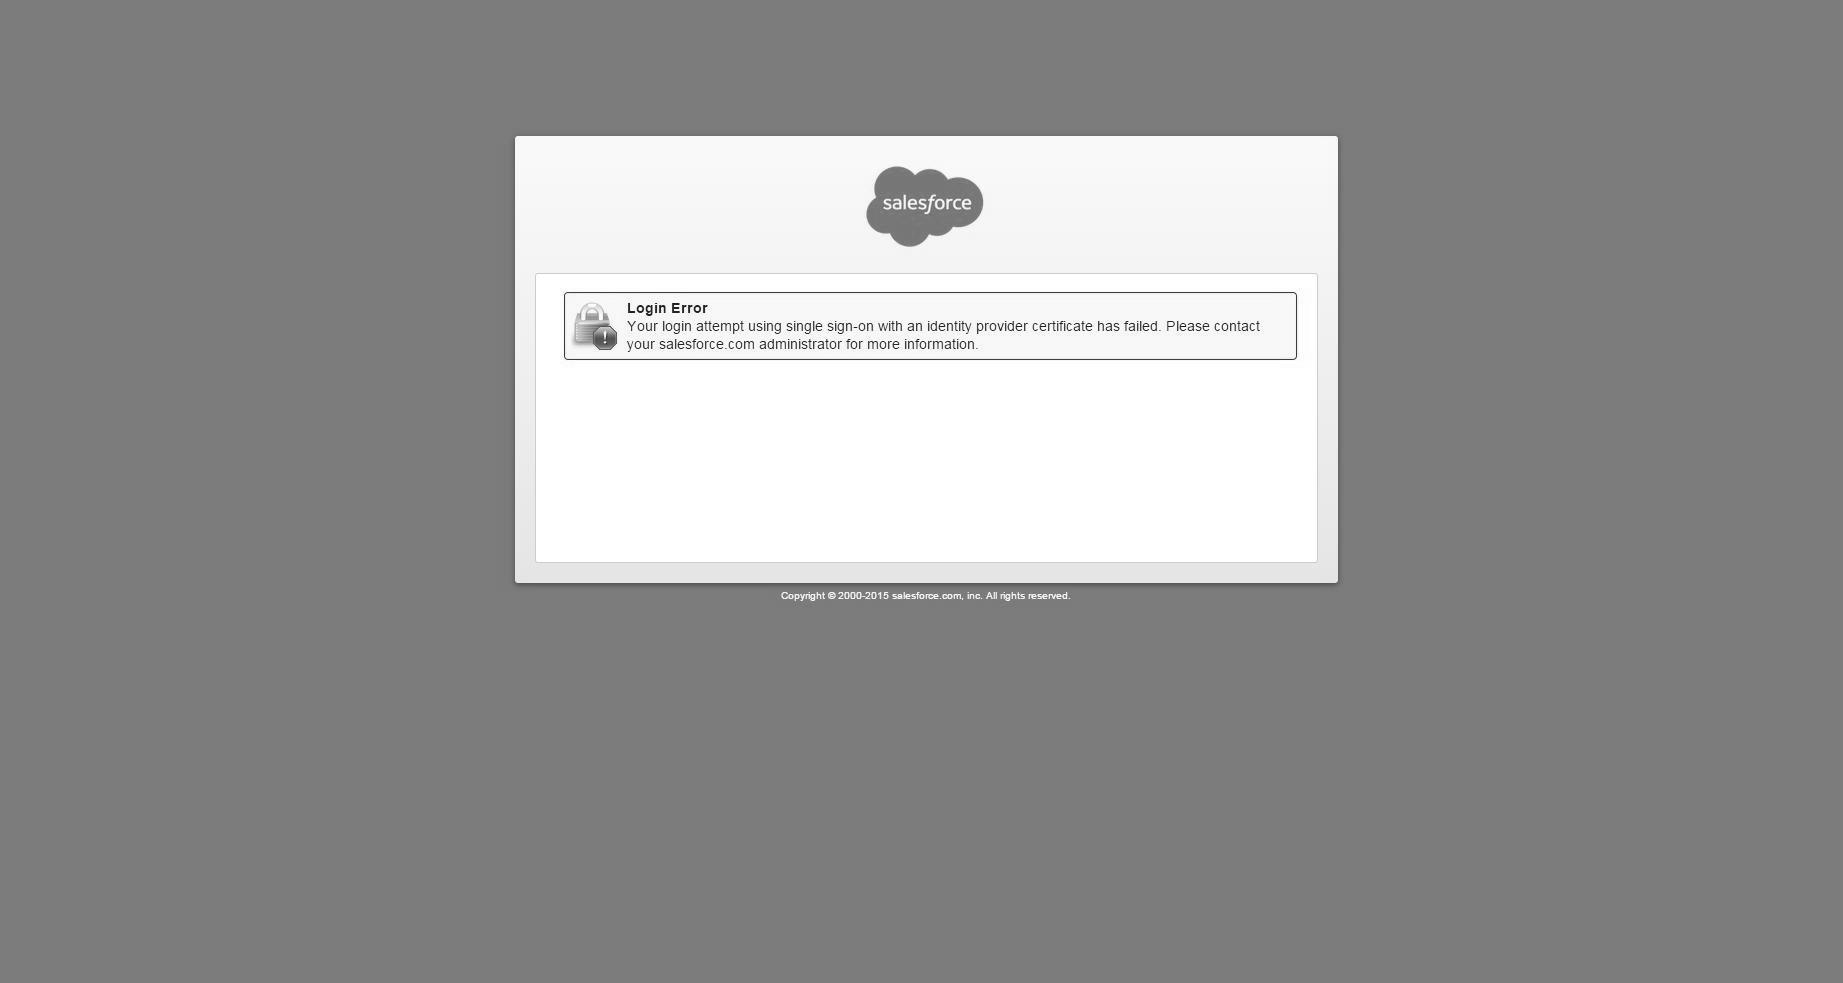 salesforce
Login Error
Your login attempt using single sign-on with an identity provider certificate has failed. Please contact
your salesforce.com administrator for more information.
Copyright © 2000-2015 salesforce.com, inc. All rights reserved.